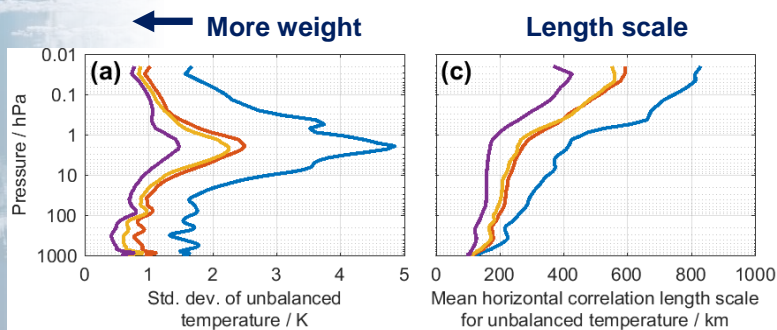 More weight
Length scale
(a)
(c)
Pressure / hPa
0.01
0.1
1
10
100
1000
0 1 2 3 4 5
Std. dev. of unbalanced
temperature / K
0 200 400 600 800 1000
Mean horizontal correlation length scale
for unbalanced temperature / km